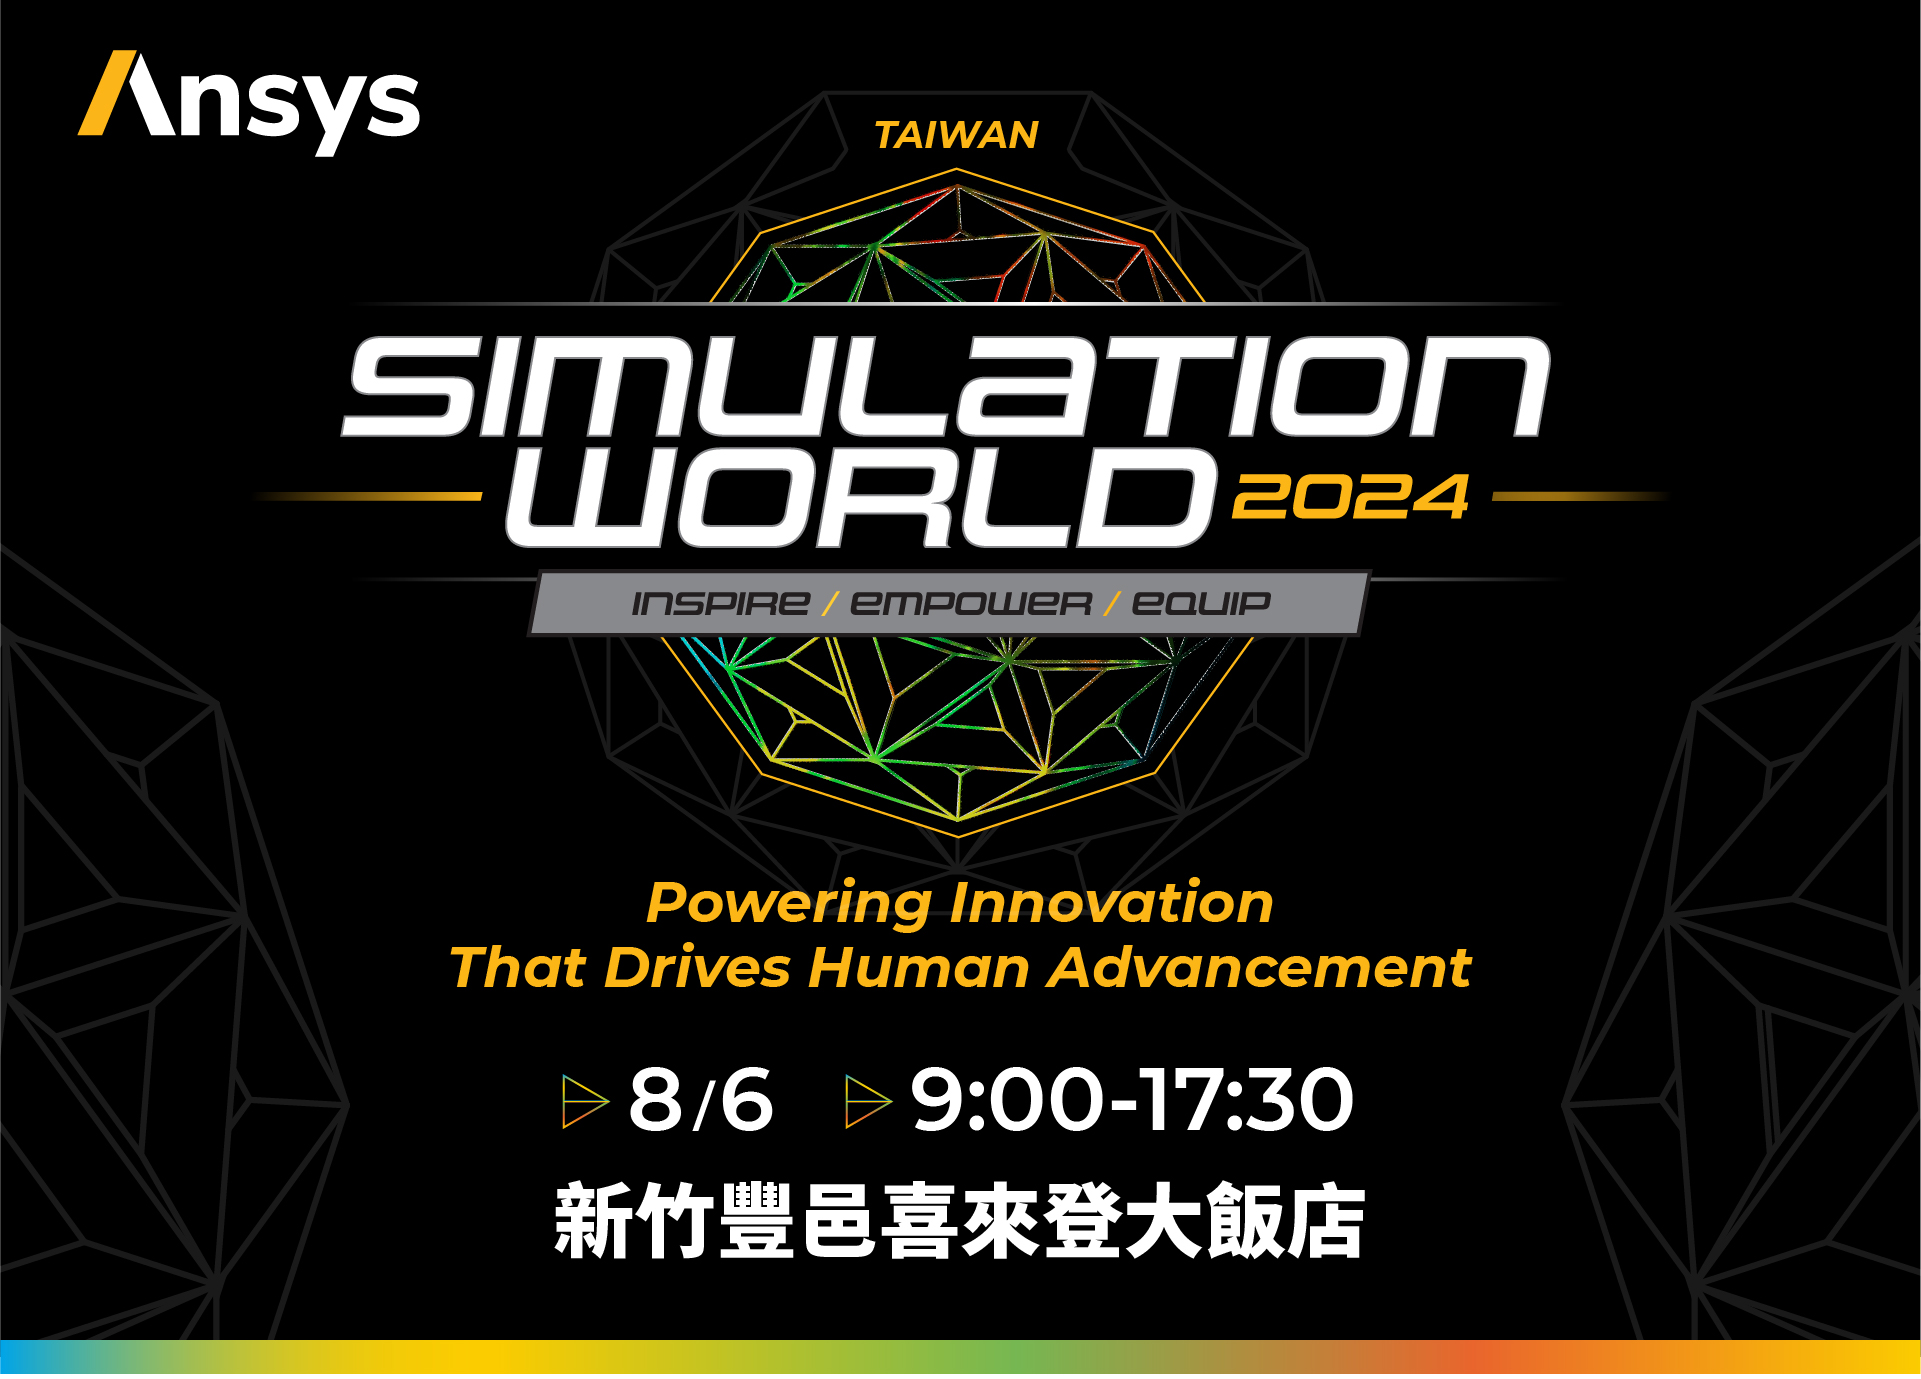 Ansys
TAIWAN
SIMULATION
WORLD 2024
INSPIRE / EMPOWER / EQUIP
Powering Innovation
That Drives Human Advancement
8/6 9:00-17:30
新竹豐邑喜來登大飯店